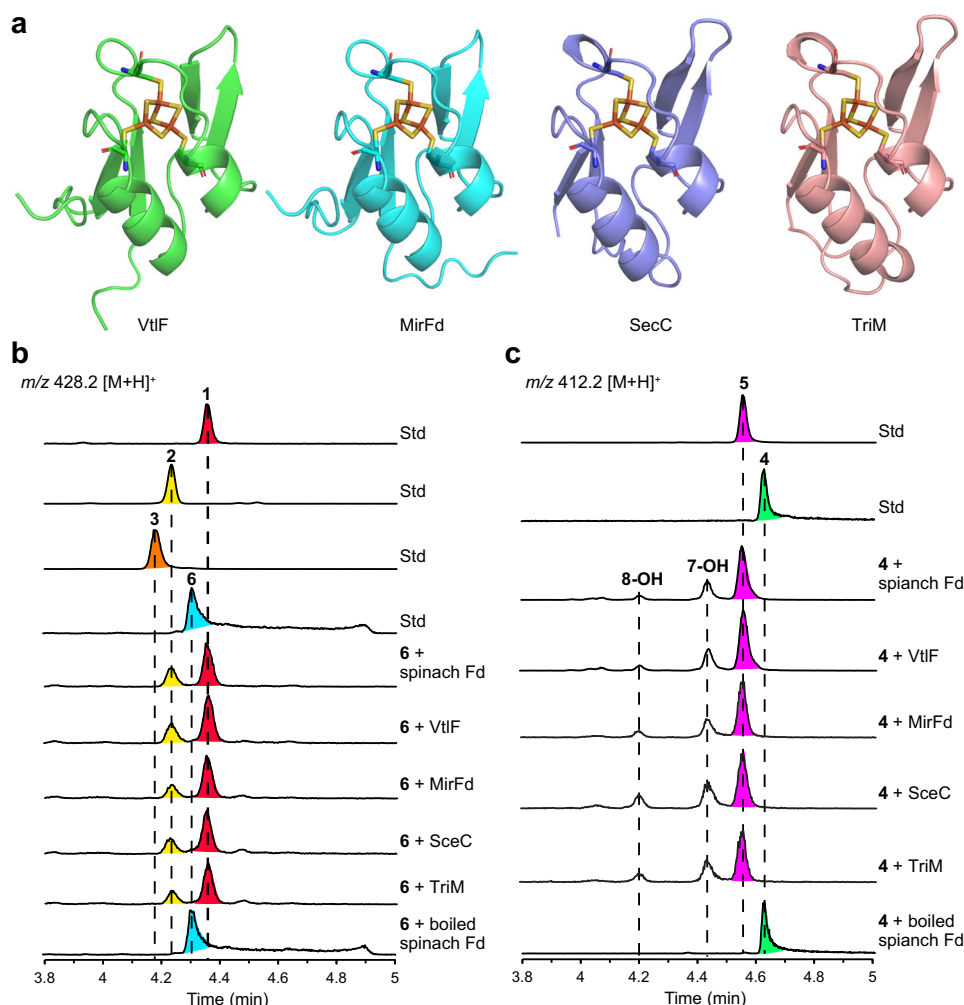 a
VtlF
MirFd
SecC
TriM
b
m/z 428.2 [M+H]⁺
1
Std
2
Std
3
Std
6
Std
6 +
spinach Fd
6 + VtlF
6 + MirFd
6 + SceC
6 + TriM
6 + boiled
spinach Fd
3.8 4 4.2 4.4 4.6 4.8 5
Time (min)
c
m/z 412.2 [M+H]⁺
5
Std
4
Std
8-OH
7-OH
4 +
spianch Fd
4 + VtlF
4 + MirFd
4 + SceC
4 + TriM
4 + boiled
spianch Fd
3.8 4 4.2 4.4 4.6 4.8 5
Time (min)